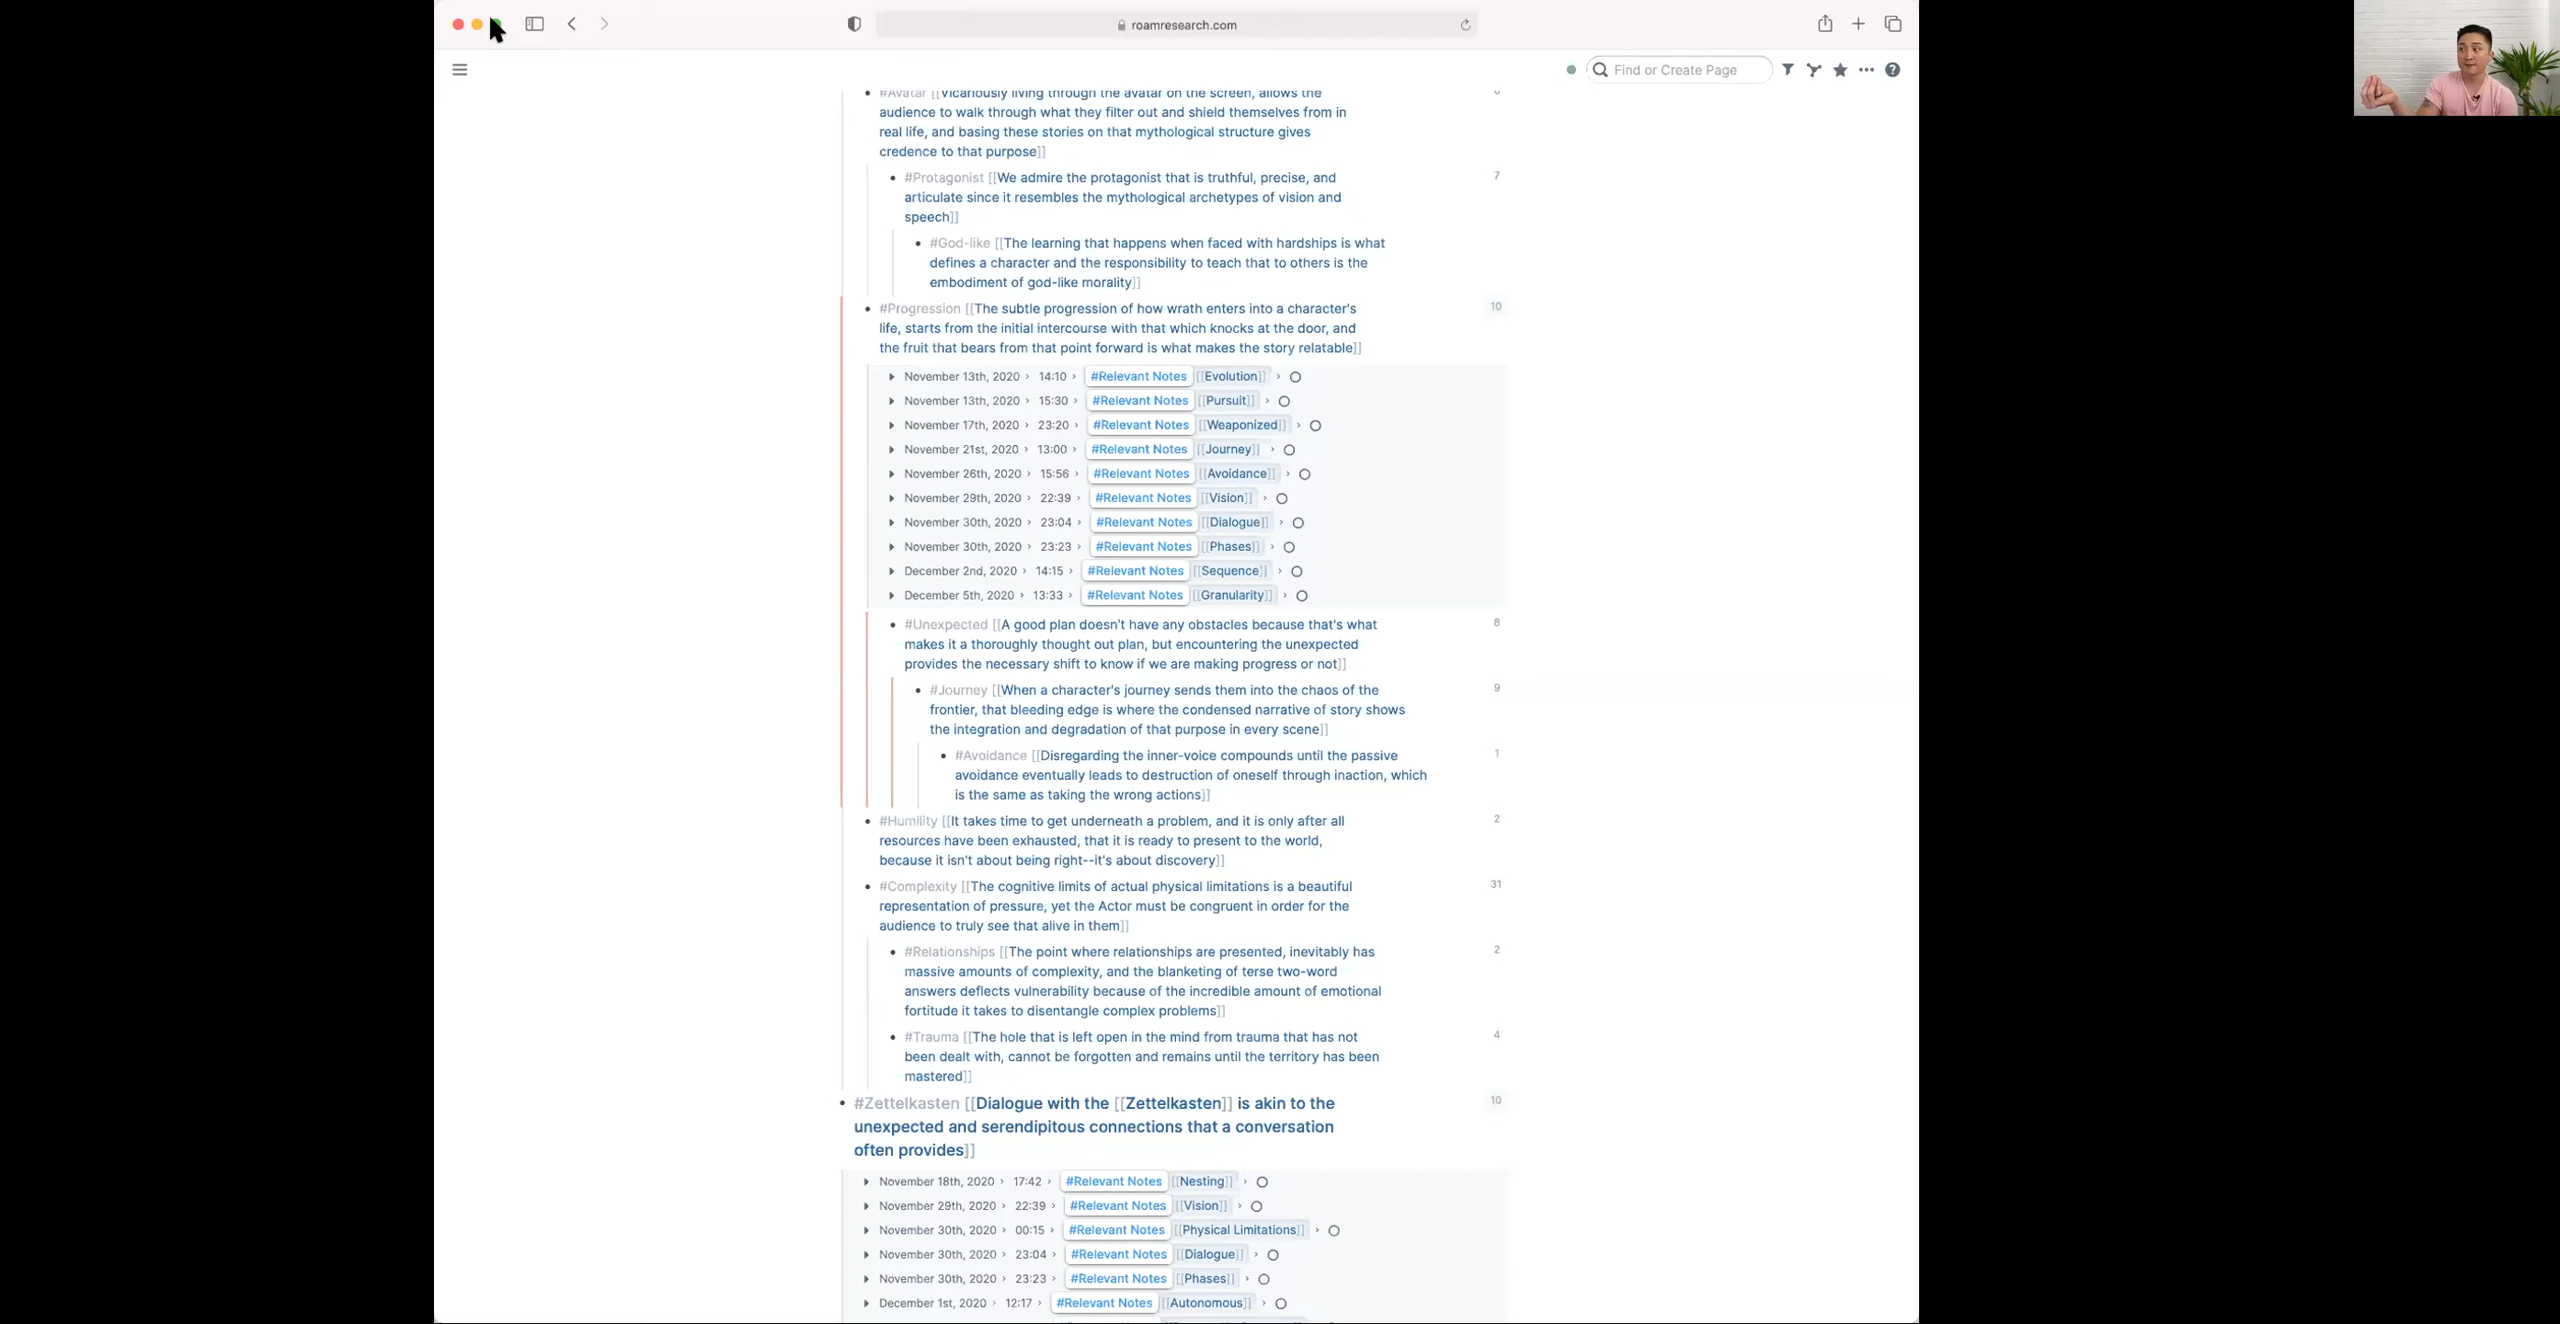 roamresearch.com
Find or Create Page
#Avatar [[Vicariously living through the avatar on the screen, allows the
audience to walk through what they filter out and shield themselves from in
real life, and basing these stories on that mythological structure gives
credence to that purpose]]
#Protagonist [[We admire the protagonist that is truthful, precise, and 7
articulate since it resembles the mythological archetypes of vision and
speech]]
#God-like [[The learning that happens when faced with hardships is what
defines a character and the responsibility to teach that to others is the
embodiment of god-like morality]]
#Progression [[The subtle progression of how wrath enters into a character's 10
life, starts from the initial intercourse with that which knocks at the door, and
the fruit that bears from that point forward is what makes the story relatable]]
November 13th, 2020 › 14:10 › #Relevant Notes [[Evolution]] ›
November 13th, 2020 › 15:30 › #Relevant Notes [[Pursuit]] ›
November 17th, 2020 › 23:20 › #Relevant Notes [[Weaponized]] ›
November 21st, 2020 › 13:00 › #Relevant Notes [[Journey]] ›
November 26th, 2020 › 15:56 › #Relevant Notes [[Avoidance]] ›
November 29th, 2020 › 22:39 › #Relevant Notes [[Vision]] ›
November 30th, 2020 › 23:04 › #Relevant Notes [[Dialogue]] ›
November 30th, 2020 › 23:23 › #Relevant Notes [[Phases]] ›
December 2nd, 2020 › 14:15 › #Relevant Notes [[Sequence]] ›
December 5th, 2020 › 13:33 › #Relevant Notes [[Granularity]] ›
#Unexpected [[A good plan doesn't have any obstacles because that's what 8
makes it a thoroughly thought out plan, but encountering the unexpected
provides the necessary shift to know if we are making progress or not]]
#Journey [[When a character's journey sends them into the chaos of the 9
frontier, that bleeding edge is where the condensed narrative of story shows
the integration and degradation of that purpose in every scene]]
#Avoidance [[Disregarding the inner-voice compounds until the passive 1
avoidance eventually leads to destruction of oneself through inaction, which
is the same as taking the wrong actions]]
#Humility [[It takes time to get underneath a problem, and it is only after all 2
resources have been exhausted, that it is ready to present to the world,
because it isn't about being right--it's about discovery]]
#Complexity [[The cognitive limits of actual physical limitations is a beautiful 31
representation of pressure, yet the Actor must be congruent in order for the
audience to truly see that alive in them]]
#Relationships [[The point where relationships are presented, inevitably has 2
massive amounts of complexity, and the blanketing of terse two-word
answers deflects vulnerability because of the incredible amount of emotional
fortitude it takes to disentangle complex problems]]
#Trauma [[The hole that is left open in the mind from trauma that has not 4
been dealt with, cannot be forgotten and remains until the territory has been
mastered]]
#Zettelkasten [[Dialogue with the [[Zettelkasten]] is akin to the 10
unexpected and serendipitous connections that a conversation
often provides]]
November 18th, 2020 › 17:42 › #Relevant Notes [[Nesting]] ›
November 29th, 2020 › 22:39 › #Relevant Notes [[Vision]] ›
November 30th, 2020 › 00:15 › #Relevant Notes [[Physical Limitations]] ›
November 30th, 2020 › 23:04 › #Relevant Notes [[Dialogue]] ›
November 30th, 2020 › 23:23 › #Relevant Notes [[Phases]] ›
December 1st, 2020 › 12:17 › #Relevant Notes [[Autonomous]] ›